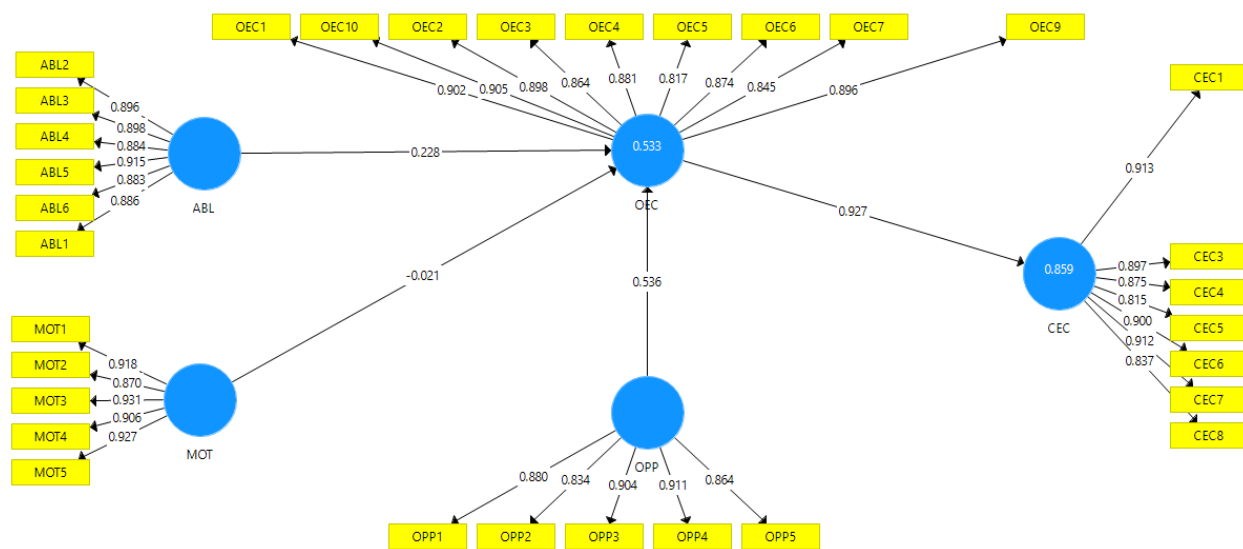 OEC1 OEC10 OEC2 OEC3 OEC4 OEC5 OEC6 OEC7 OEC9
ABL2
ABL3
ABL4
ABL5
ABL6
ABL1
0.896
0.898
0.884
0.915
0.883
0.886
ABL
0.902 0.905 0.898 0.864 0.881 0.817 0.874 0.845 0.896
0.533
OEC
0.228
-0.021
0.536
0.927
CEC1
0.913
0.859
CEC
0.897
0.875
0.815
0.900
0.912
0.837
CEC3
CEC4
CEC5
CEC6
CEC7
CEC8
MOT1
MOT2
MOT3
MOT4
MOT5
0.918
0.870
0.931
0.906
0.927
MOT
OPP
0.880 0.834 0.904 0.911 0.864
OPP1 OPP2 OPP3 OPP4 OPP5